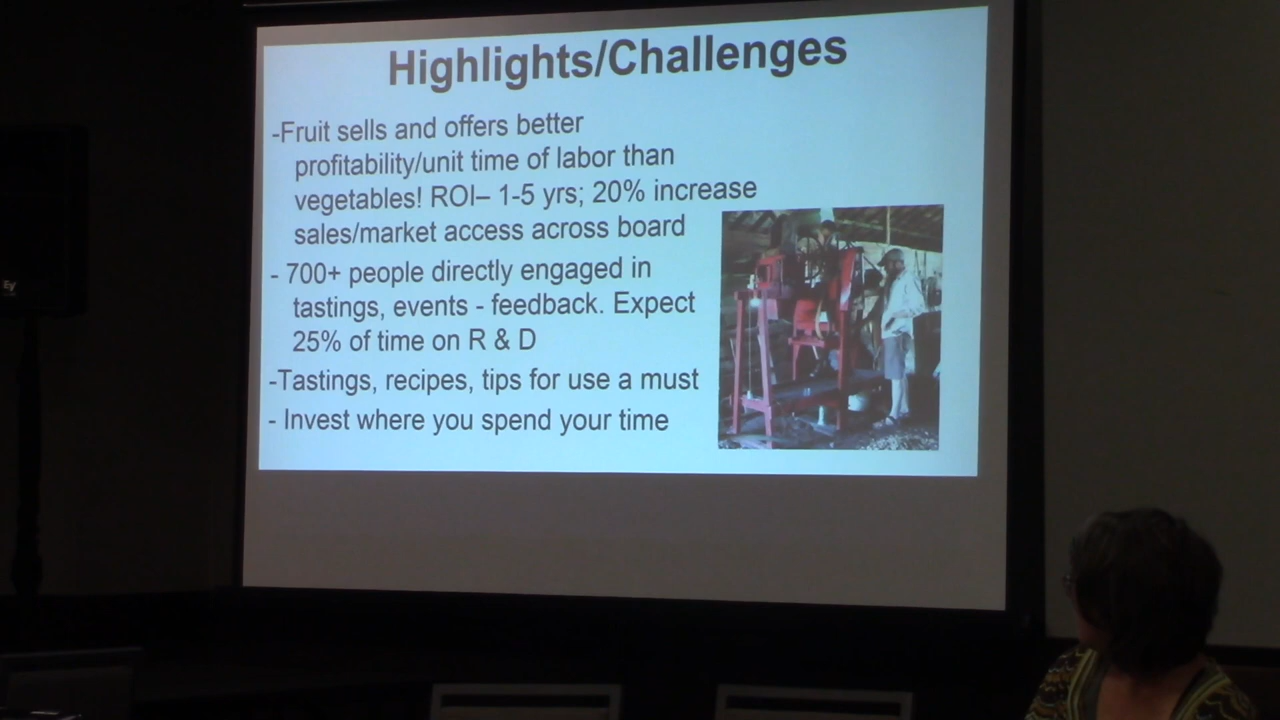 Highlights/Challenges
-Fruit sells and offers better
profitability/unit time of labor than
vegetables! ROI– 1-5 yrs; 20% increase
sales/market access across board
- 700+ people directly engaged in
tastings, events - feedback. Expect
25% of time on R & D
-Tastings, recipes, tips for use a must
- Invest where you spend your time
EV